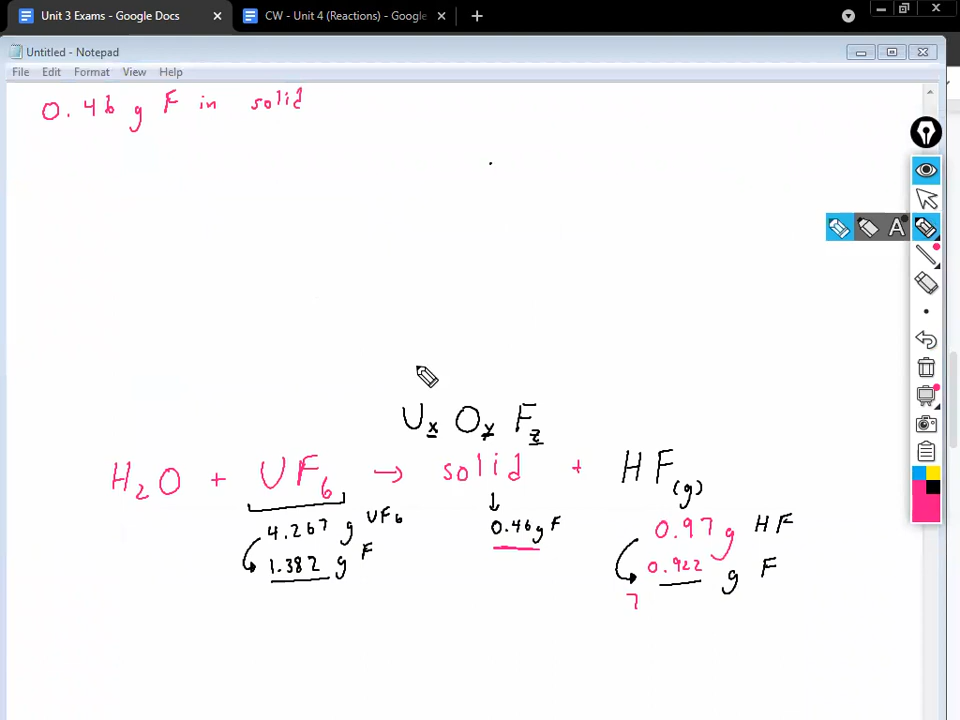 Unit 3 Exams - Google Docs
CW - Unit 4 (Reactions) - Google
Untitled - Notepad
File Edit Format View Help
0.46 g F in solid
A
UxOyFz
H2O + UF6 → solid + HF(g)
4.267 g UF6
0.46 g F
0.97 g HF
1.382 g F
0.922 g F
7